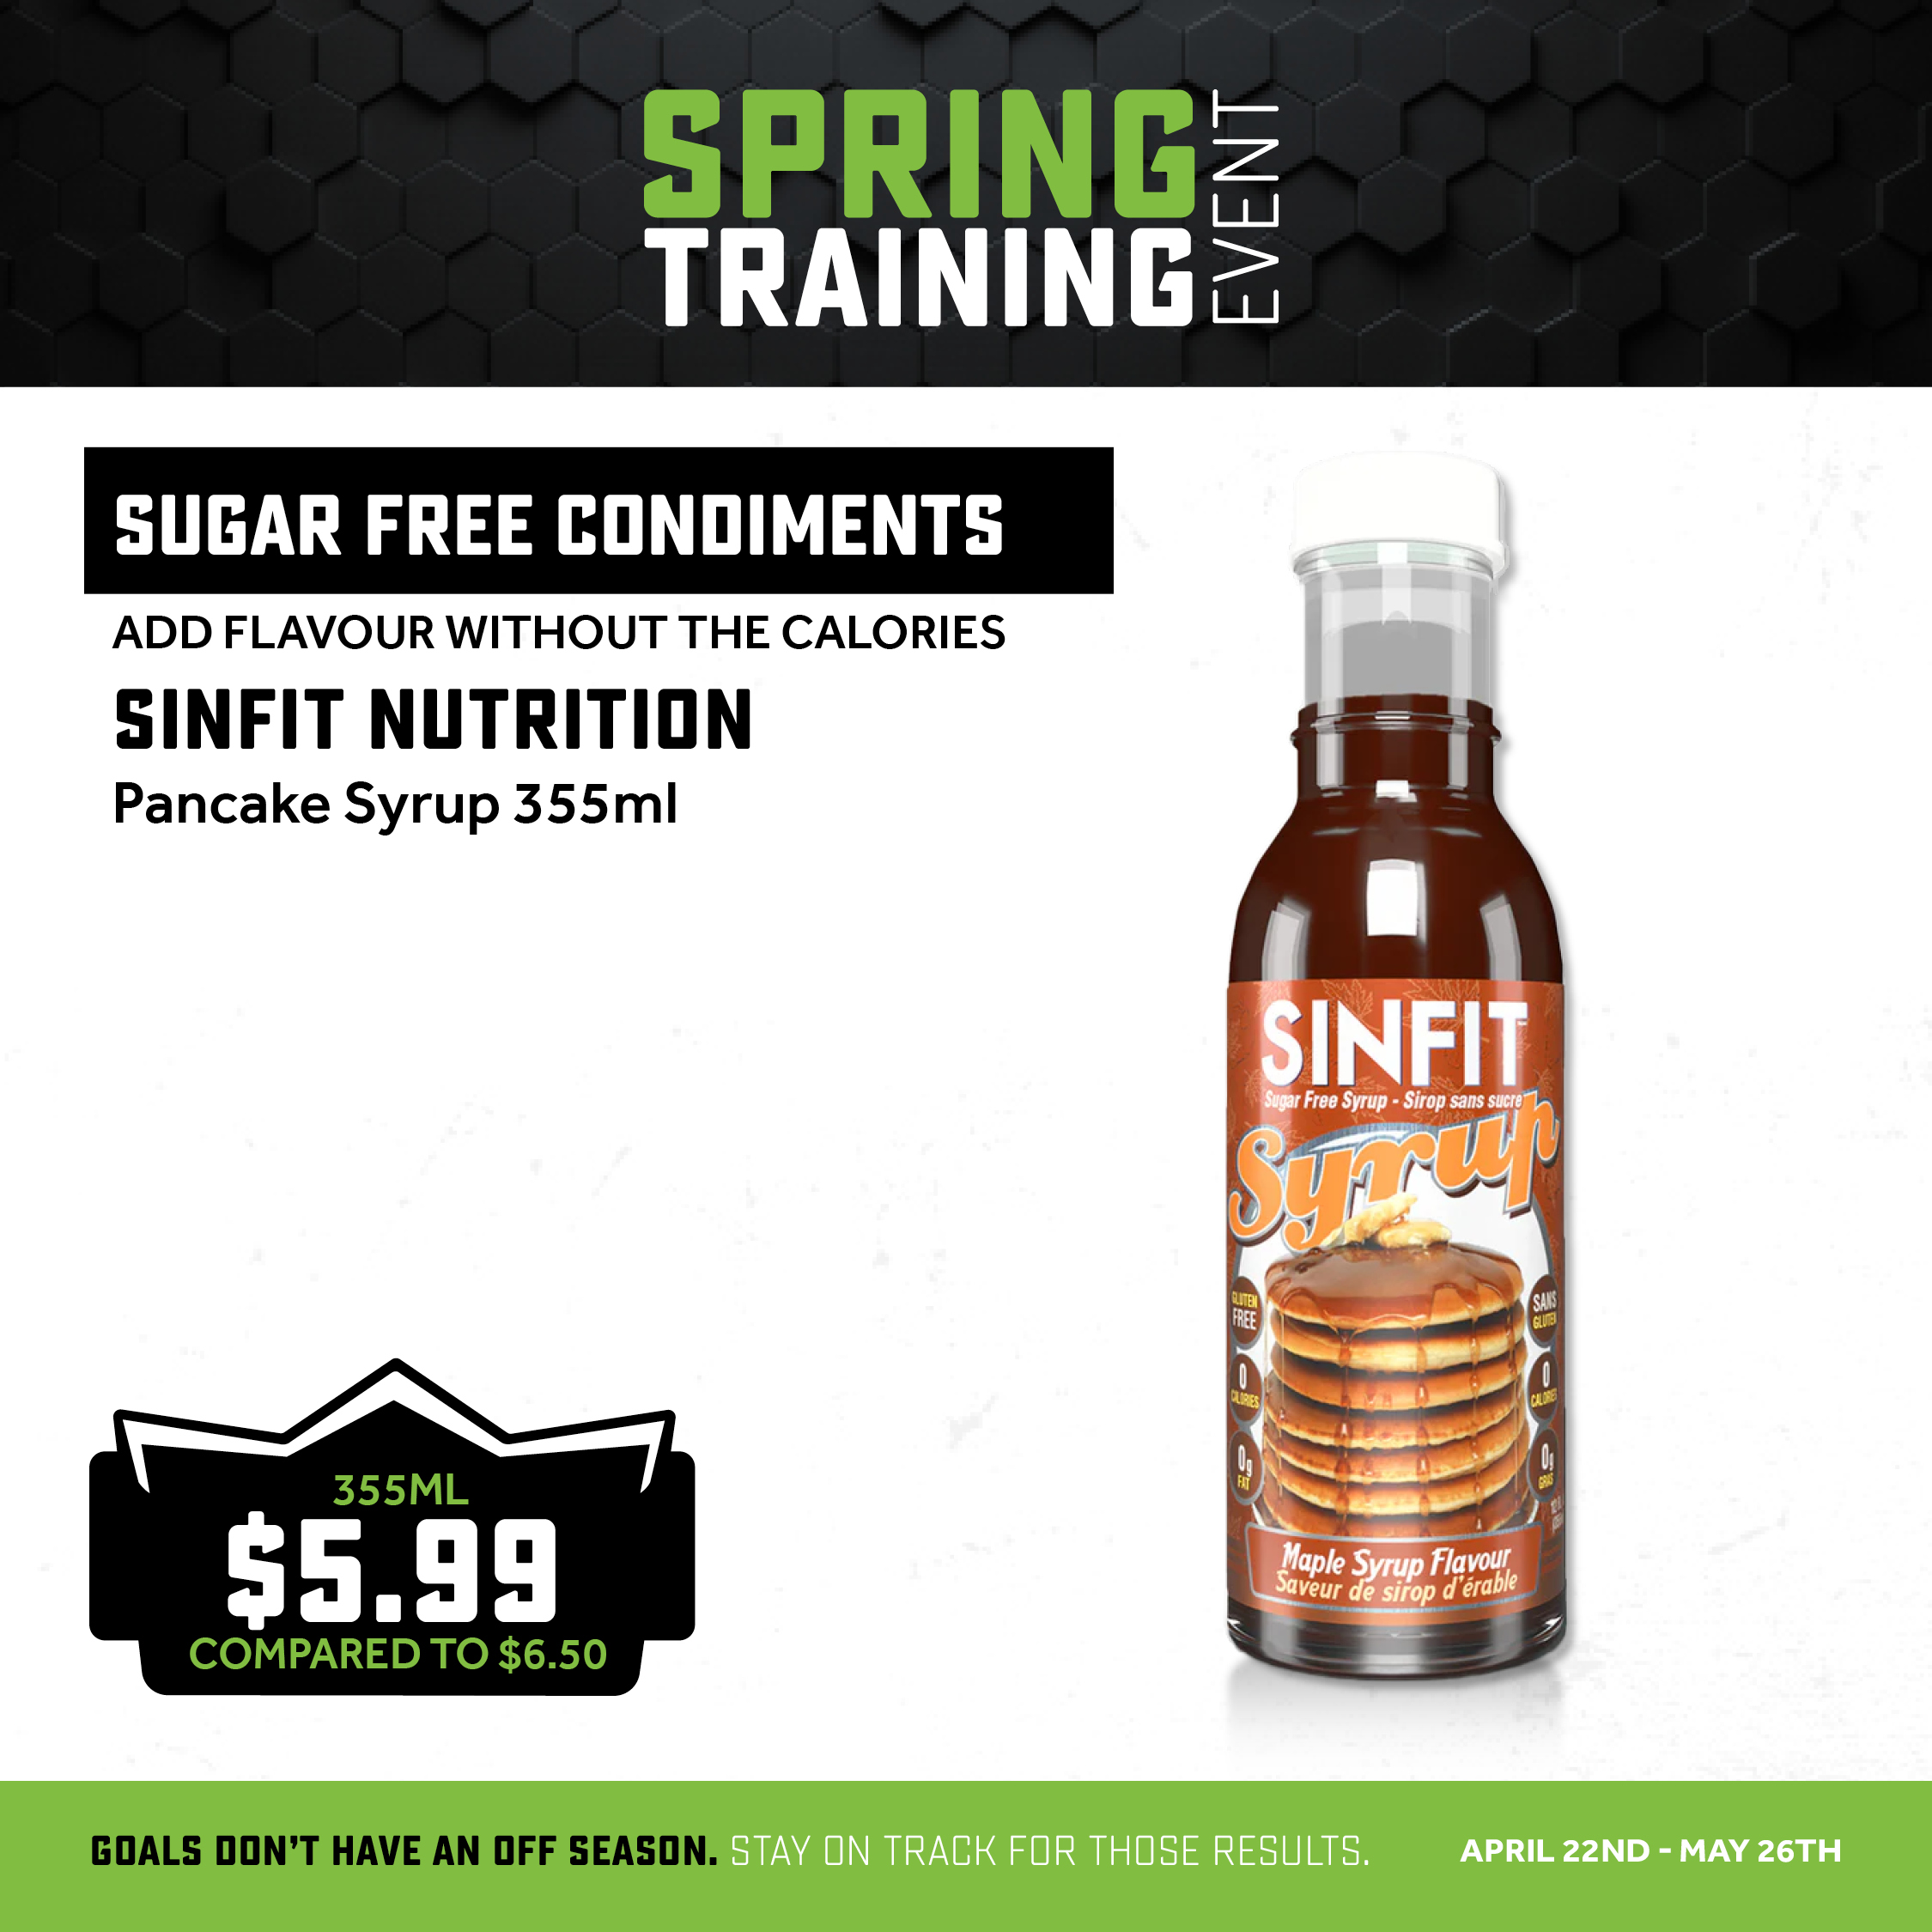 SPRING
TRAINING
EVENT
SUGAR FREE CONDIMENTS
ADD FLAVOUR WITHOUT THE CALORIES
SINFIT NUTRITION
Pancake Syrup 355ml
SINFIT
Sugar Free Syrup - Sirop sans sucre
Syrup
GLUTEN
FREE
SANS
GLUTEN
0
CALORIES
0
CALORIES
0g
FAT
0g
GRAS
Maple Syrup Flavour
Saveur de sirop d'érable
355ML
$5.99
COMPARED TO $6.50
GOALS DON'T HAVE AN OFF SEASON. STAY ON TRACK FOR THOSE RESULTS.
APRIL 22ND - MAY 26TH